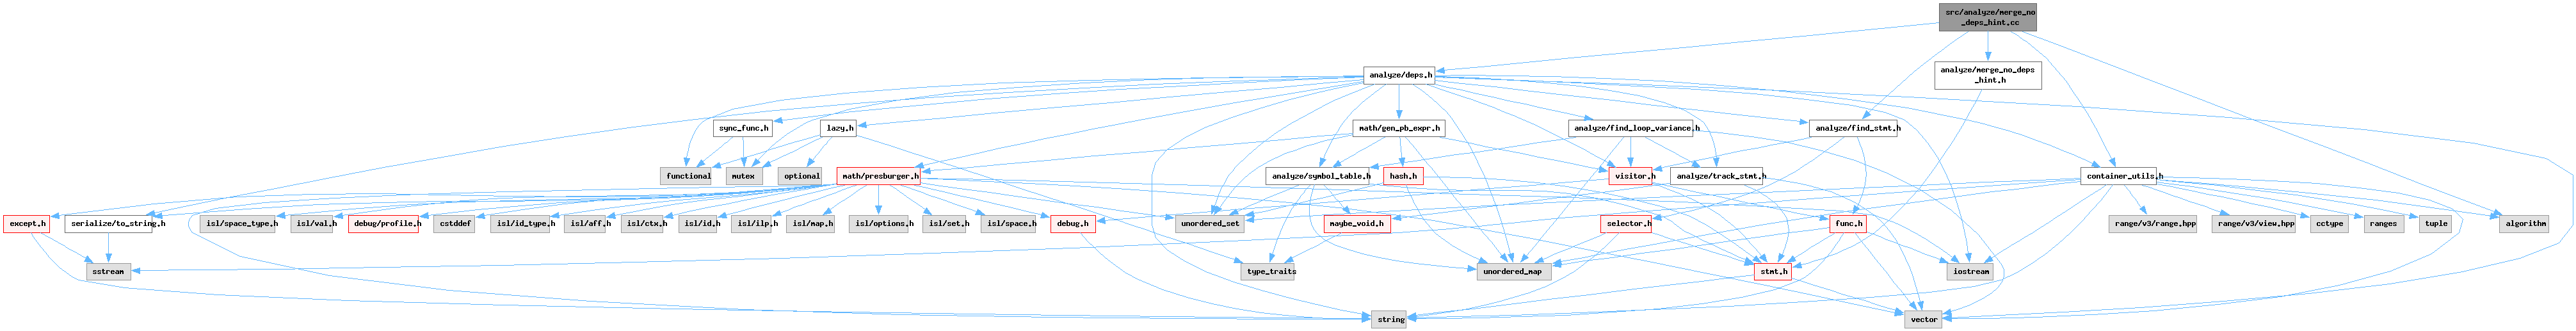 src/analyze/merge_no
_deps_hint.cc
analyze/deps.h
analyze/merge_no_deps
_hint.h
sync_func.h
lazy.h
math/gen_pb_expr.h
analyze/find_loop_variance.h
analyze/find_stmt.h
functional
mutex
optional
math/presburger.h
analyze/symbol_table.h
hash.h
visitor.h
analyze/track_stmt.h
container_utils.h
except.h
serialize/to_string.h
isl/space_type.h
isl/val.h
debug/profile.h
cstddef
isl/id_type.h
isl/aff.h
isl/ctx.h
isl/id.h
isl/ilp.h
isl/map.h
isl/options.h
isl/set.h
isl/space.h
debug.h
unordered_set
maybe_void.h
selector.h
func.h
range/v3/range.hpp
range/v3/view.hpp
cctype
ranges
tuple
algorithm
sstream
type_traits
unordered_map
stmt.h
iostream
string
vector